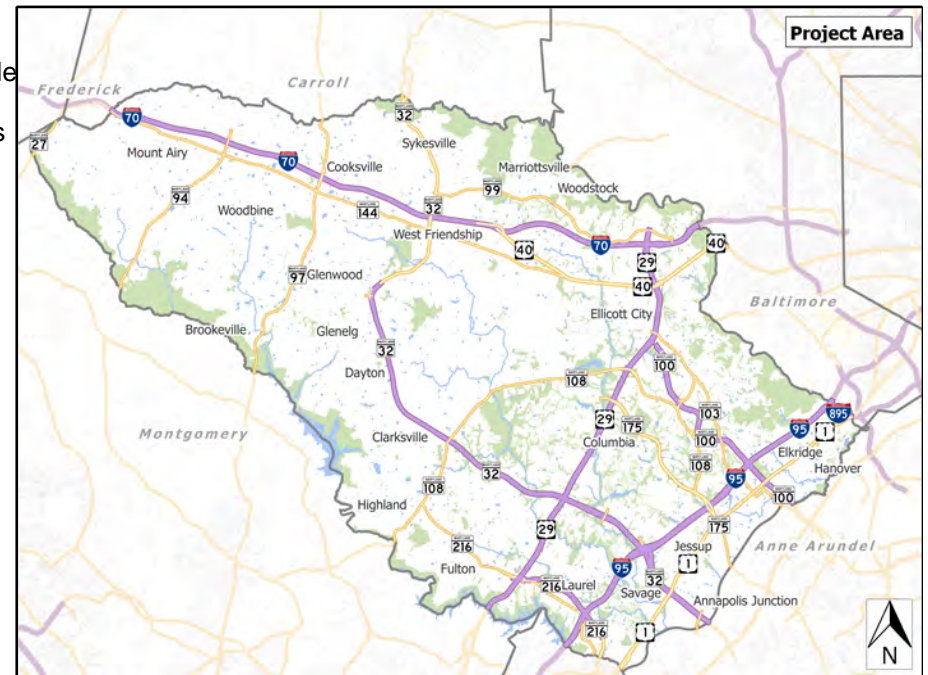 Project Area
le
s
Frederick
Carroll
70
32
27
Mount Airy
70
Cooksville
Sykesville
Marriottsville
99
Woodstock
94
Woodbine
144
32
West Friendship
40
70
40
29
97
Glenwood
40
Baltimore
Ellicott City
Brookeville
Glenelg
32
Dayton
100
108
Montgomery
29
175
103
95
895
1
Clarksville
Columbia
100
Elkridge
32
108
Hanover
95
Highland
108
100
29
175
216
Jessup
Anne Arundel
Fulton
95
1
216
Laurel
32
Savage
Annapolis Junction
216
1
N